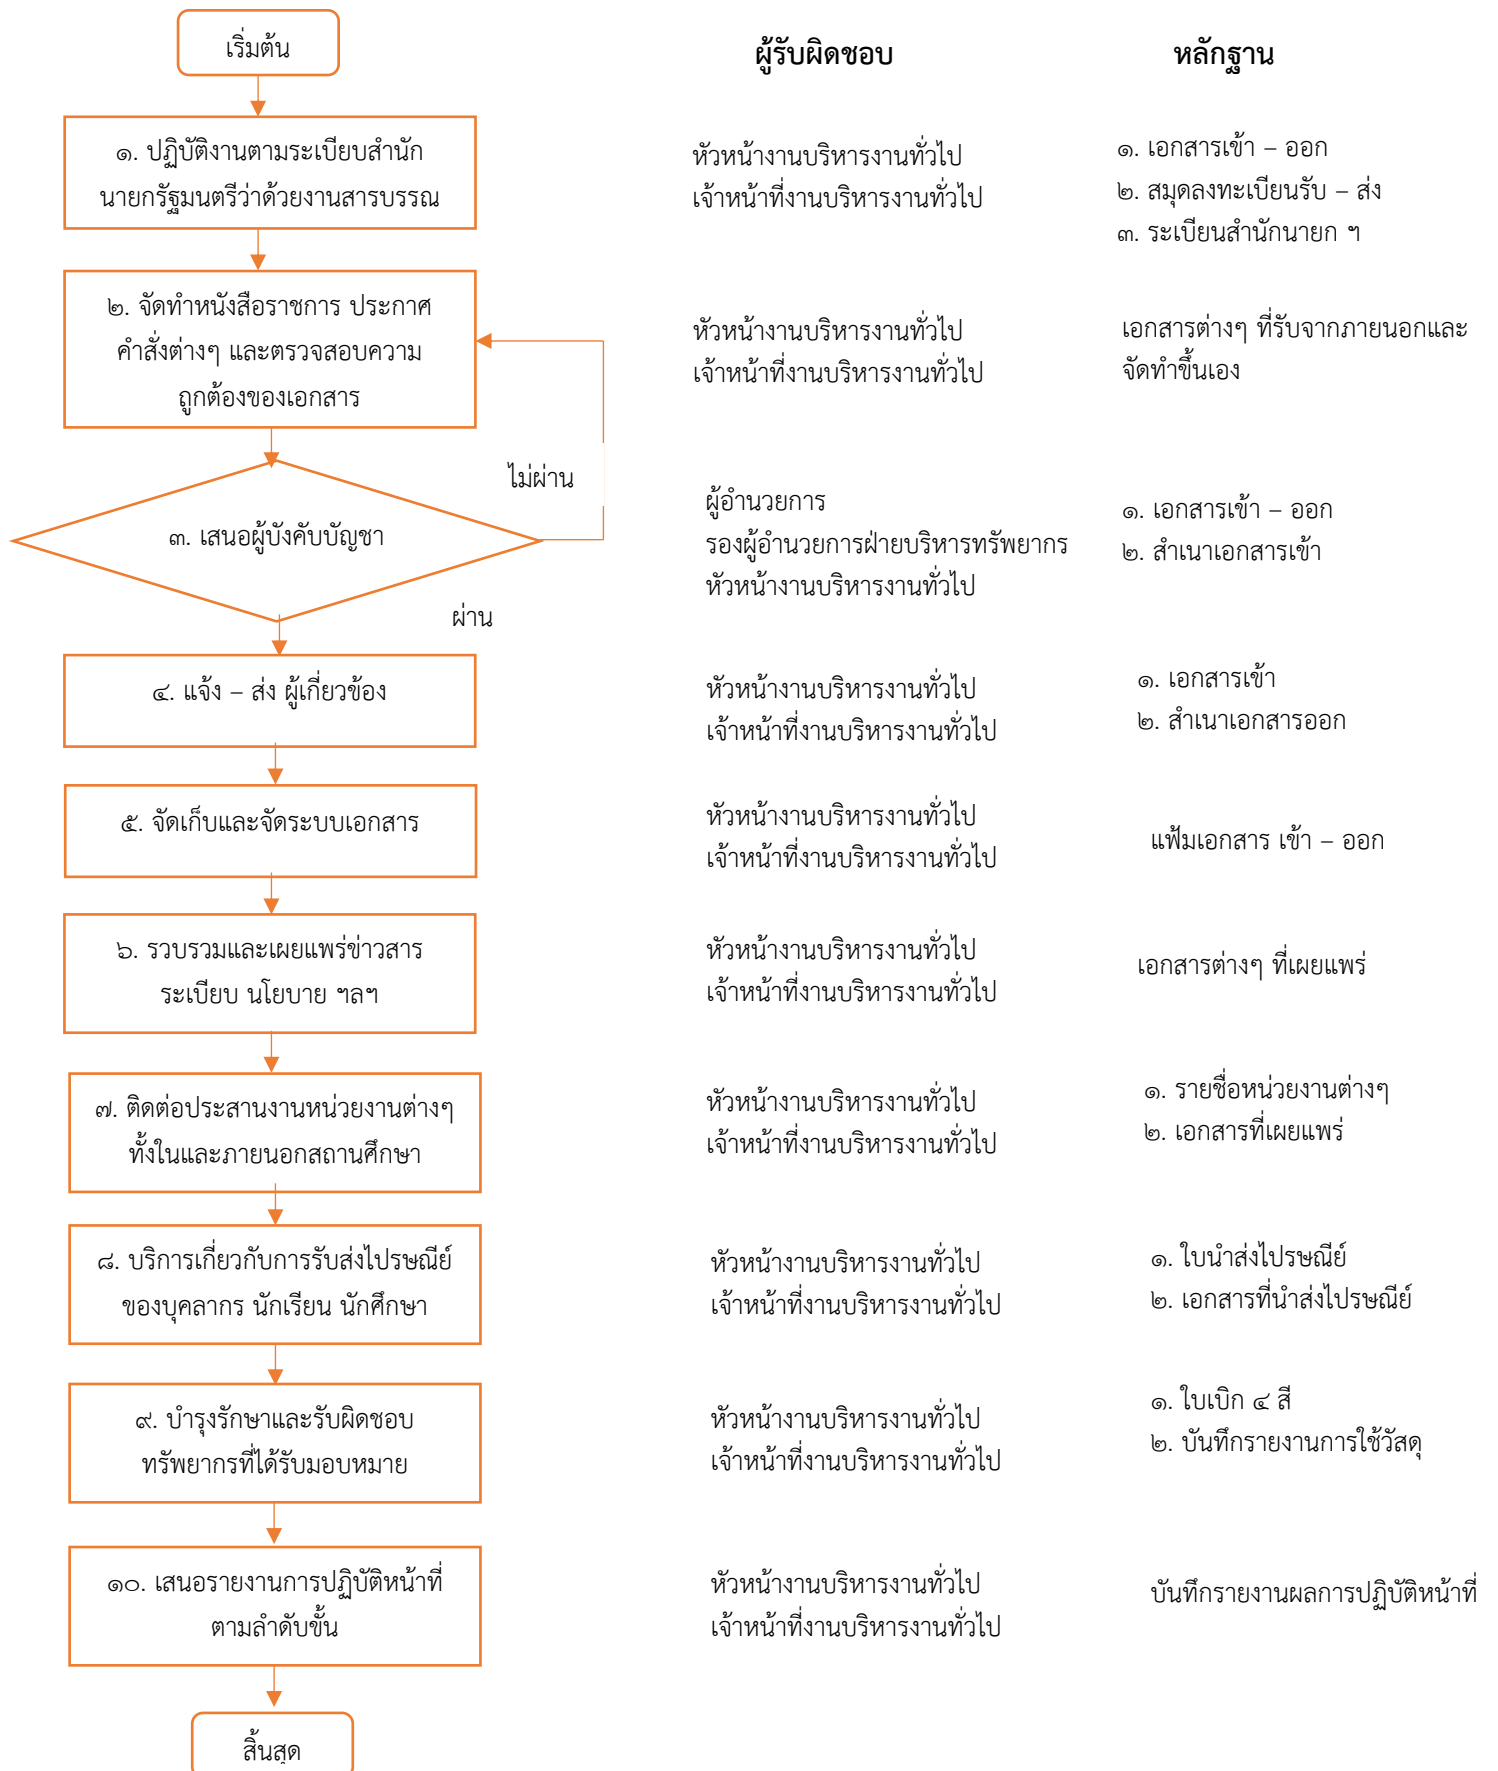 เริ่มต้น
ผู้รับผิดชอบ
หลักฐาน
๑. ปฏิบัติงานตามระเบียบสำนัก
นายกรัฐมนตรีว่าด้วยงานสารบรรณ
หัวหน้างานบริหารงานทั่วไป
เจ้าหน้าที่งานบริหารงานทั่วไป
๑. เอกสารเข้า – ออก
๒. สมุดลงทะเบียนรับ – ส่ง
๓. ระเบียนสำนักนายก ฯ
๒. จัดทำหนังสือราชการ ประกาศ
คำสั่งต่างๆ และตรวจสอบความ
ถูกต้องของเอกสาร
หัวหน้างานบริหารงานทั่วไป
เจ้าหน้าที่งานบริหารงานทั่วไป
เอกสารต่างๆ ที่รับจากภายนอกและ
จัดทำขึ้นเอง
ไม่ผ่าน
๓. เสนอผู้บังคับบัญชา
ผู้อำนวยการ
รองผู้อำนวยการฝ่ายบริหารทรัพยากร
หัวหน้างานบริหารงานทั่วไป
๑. เอกสารเข้า – ออก
๒. สำเนาเอกสารเข้า
ผ่าน
๔. แจ้ง – ส่ง ผู้เกี่ยวข้อง
หัวหน้างานบริหารงานทั่วไป
เจ้าหน้าที่งานบริหารงานทั่วไป
๑. เอกสารเข้า
๒. สำเนาเอกสารออก
๕. จัดเก็บและจัดระบบเอกสาร
หัวหน้างานบริหารงานทั่วไป
เจ้าหน้าที่งานบริหารงานทั่วไป
แฟ้มเอกสาร เข้า – ออก
๖. รวบรวมและเผยแพร่ข่าวสาร
ระเบียบ นโยบาย ฯลฯ
หัวหน้างานบริหารงานทั่วไป
เจ้าหน้าที่งานบริหารงานทั่วไป
เอกสารต่างๆ ที่เผยแพร่
๗. ติดต่อประสานงานหน่วยงานต่างๆ
ทั้งในและภายนอกสถานศึกษา
หัวหน้างานบริหารงานทั่วไป
เจ้าหน้าที่งานบริหารงานทั่วไป
๑. รายชื่อหน่วยงานต่างๆ
๒. เอกสารที่เผยแพร่
๘. บริการเกี่ยวกับการรับส่งไปรษณีย์
ของบุคลากร นักเรียน นักศึกษา
หัวหน้างานบริหารงานทั่วไป
เจ้าหน้าที่งานบริหารงานทั่วไป
๑. ใบนำส่งไปรษณีย์
๒. เอกสารที่นำส่งไปรษณีย์
๙. บำรุงรักษาและรับผิดชอบ
ทรัพยากรที่ได้รับมอบหมาย
หัวหน้างานบริหารงานทั่วไป
เจ้าหน้าที่งานบริหารงานทั่วไป
๑. ใบเบิก ๔ สี
๒. บันทึกรายงานการใช้วัสดุ
๑๐. เสนอรายงานการปฏิบัติหน้าที่
ตามลำดับขั้น
หัวหน้างานบริหารงานทั่วไป
เจ้าหน้าที่งานบริหารงานทั่วไป
บันทึกรายงานผลการปฏิบัติหน้าที่
สิ้นสุด